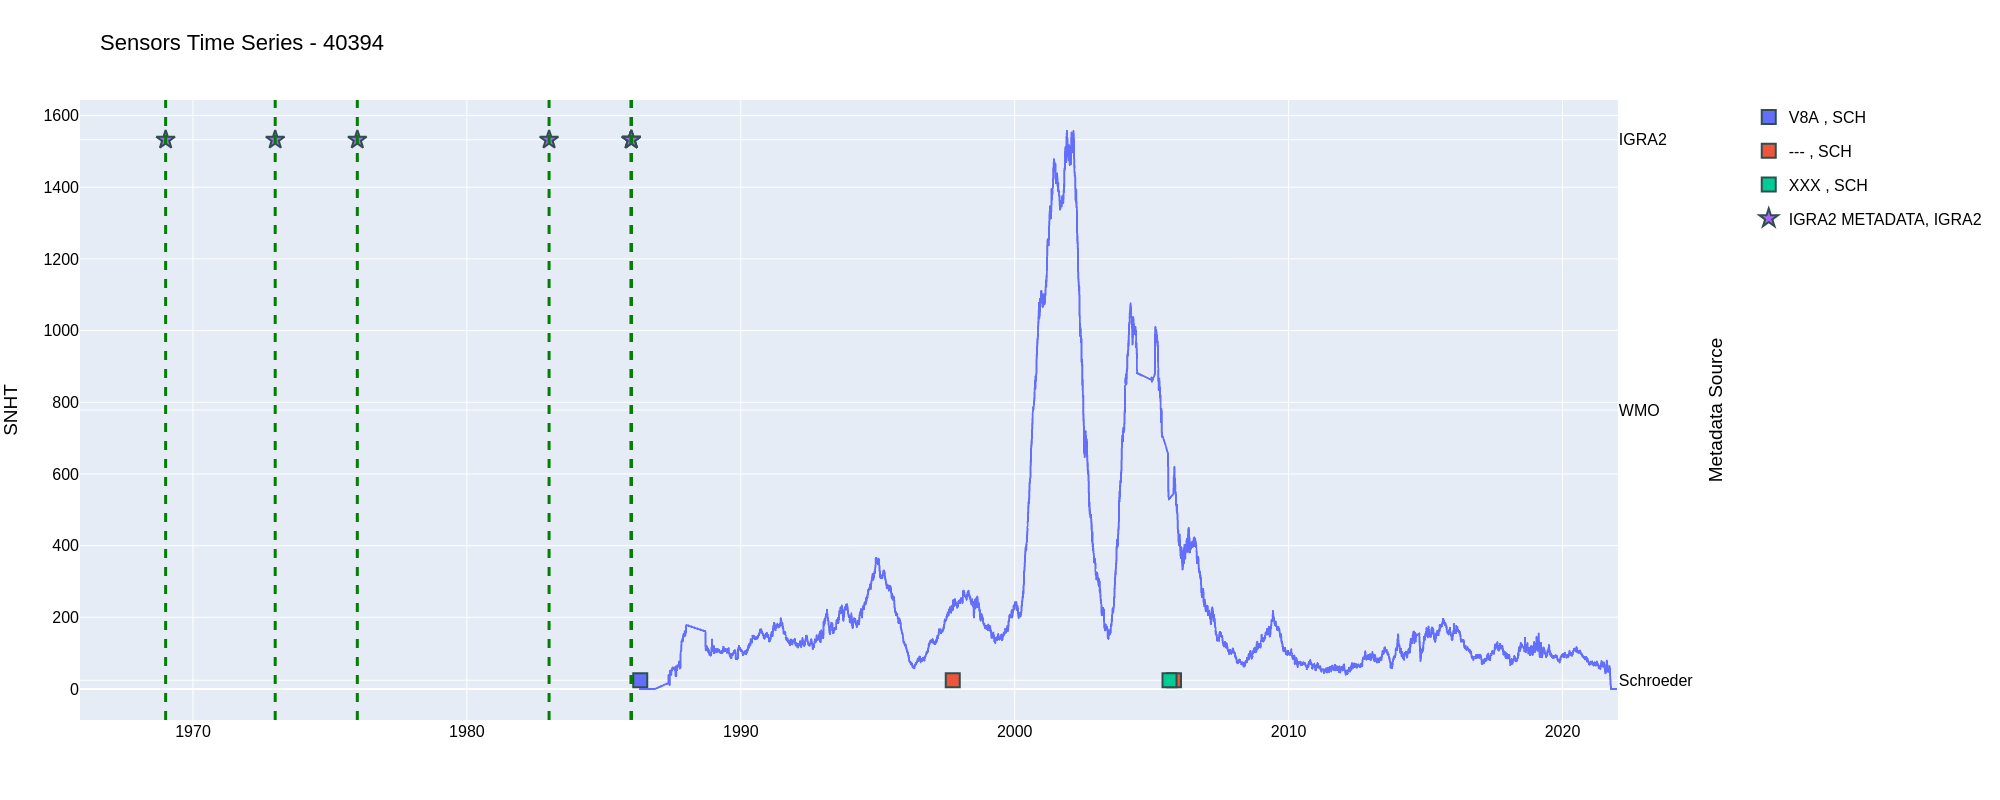 Sensors Time Series - 40394
1600
1400
1200
1000
800
600
400
200
0
SNHT
1970
1980
1990
2000
2010
2020
IGRA2
WMO
Schroeder
Metadata Source
V8A , SCH
--- , SCH
XXX , SCH
IGRA2 METADATA, IGRA2